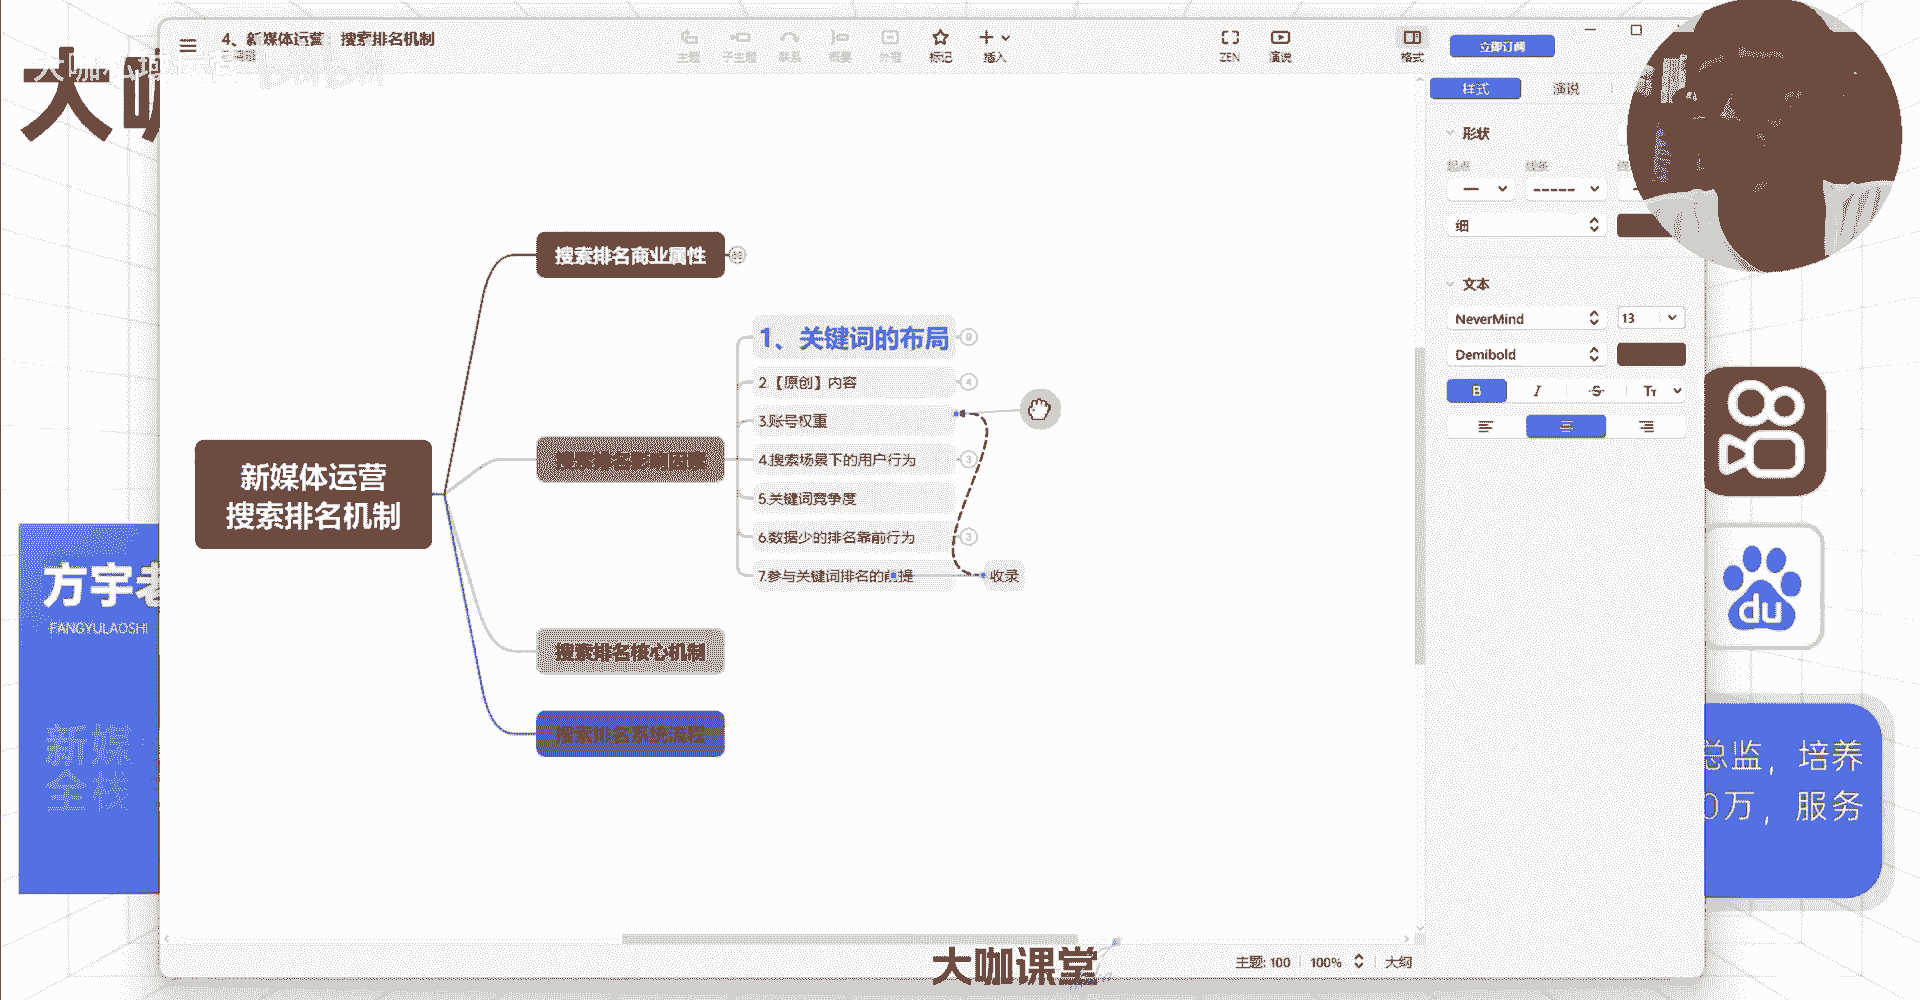 4、新媒体运营：搜索排名机制
主题
子主题
联系
概要
外框
标记
插入
ZEN
演说
格式
立即订阅
样式
演说
形状
起点
线条
细
文本
NeverMind
13
Demibold
B
I
S
Tт
大咖
搜索排名商业属性
1、关键词的布局
2.【原创】内容
4
3.账号权重
搜索排名影响因素
4.搜索场景下的用户行为
3
新媒体运营
搜索排名机制
5.关键词竞争度
6.数据少的排名靠前行为
3
7.参与关键词排名的前提
收录
搜索排名核心机制
搜索排名系统流程
方宇老
FANGYULAOSHI
新媒
全栈
du
总监，培养
0万，服务
大咖课堂
主题: 100
100%
大纲